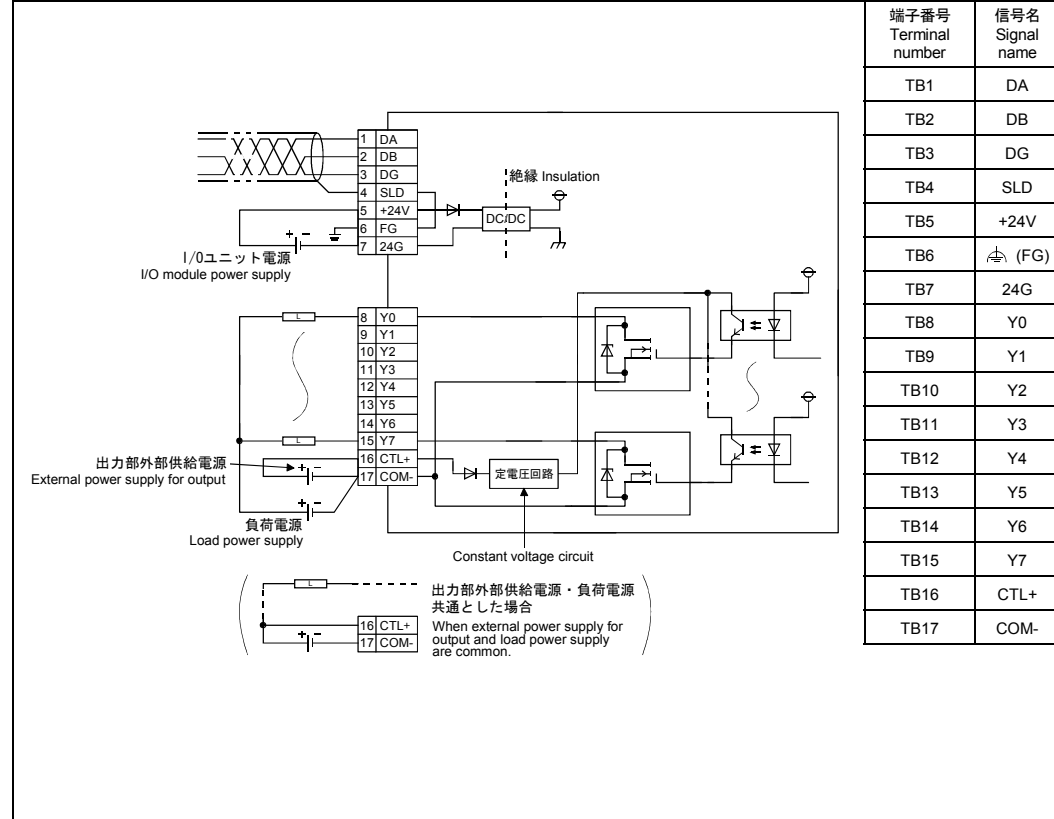 1 DA
2 DB
3 DG
4 SLD
5 +24V
6 FG
7 24G
絶縁 Insulation
DC/DC
+ -
I/Oユニット電源
I/O module power supply
L
8 Y0
9 Y1
10 Y2
11 Y3
12 Y4
13 Y5
14 Y6
15 Y7
16 CTL+
17 COM-
L
+ -
出力部外部供給電源
External power supply for output
+ -
負荷電源
Load power supply
定電圧回路
Constant voltage circuit
L
16 CTL+
17 COM-
+ -
出力部外部供給電源・負荷電源
共通とした場合
When external power supply for
output and load power supply
are common.
端子番号 信号名
Terminal Signal
number name
TB1 DA
TB2 DB
TB3 DG
TB4 SLD
TB5 +24V
TB6 (FG)
TB7 24G
TB8 Y0
TB9 Y1
TB10 Y2
TB11 Y3
TB12 Y4
TB13 Y5
TB14 Y6
TB15 Y7
TB16 CTL+
TB17 COM-